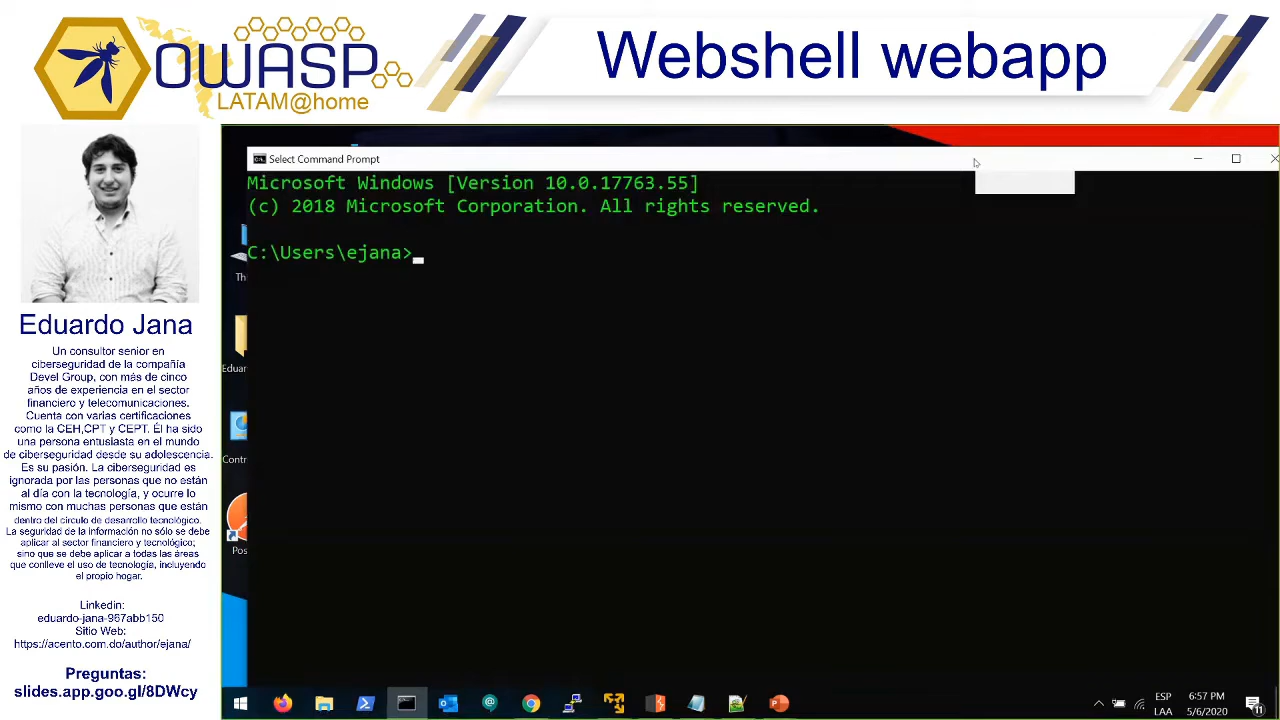 OWASP
LATAM@home
Webshell webapp
Eduardo Jana
Un consultor senior en
ciberseguridad de la compañía
Devel Group, con más de cinco
años de experiencia en el sector
financiero y telecomunicaciones.
Cuenta con varias certificaciones
como la CEH,CPT y CEPT. Él ha sido
una persona entusiasta en el mundo
de ciberseguridad desde su adolescencia.
Es su pasión. La ciberseguridad es
ignorada por las personas que no están
al día con la tecnología, y ocurre lo
mismo con muchas personas que están
dentro del circulo de desarrollo tecnológico.
La seguridad de la información no sólo se debe
aplicar al sector financiero y tecnológico;
sino que se debe aplicar a todas las áreas
que conlleve el uso de tecnología, incluyendo
el propio hogar.
Linkedin:
eduardo-jana-967abb150
Sitio Web:
https://acento.com.do/author/ejana/
Preguntas:
slides.app.goo.gl/8DWcy
Select Command Prompt
Microsoft Windows [Version 10.0.17763.55]
(c) 2018 Microsoft Corporation. All rights reserved.
C:\Users\ejana>
Thi
Eduar
Contr
Pos
ESP
LAA
6:57 PM
5/6/2020
11